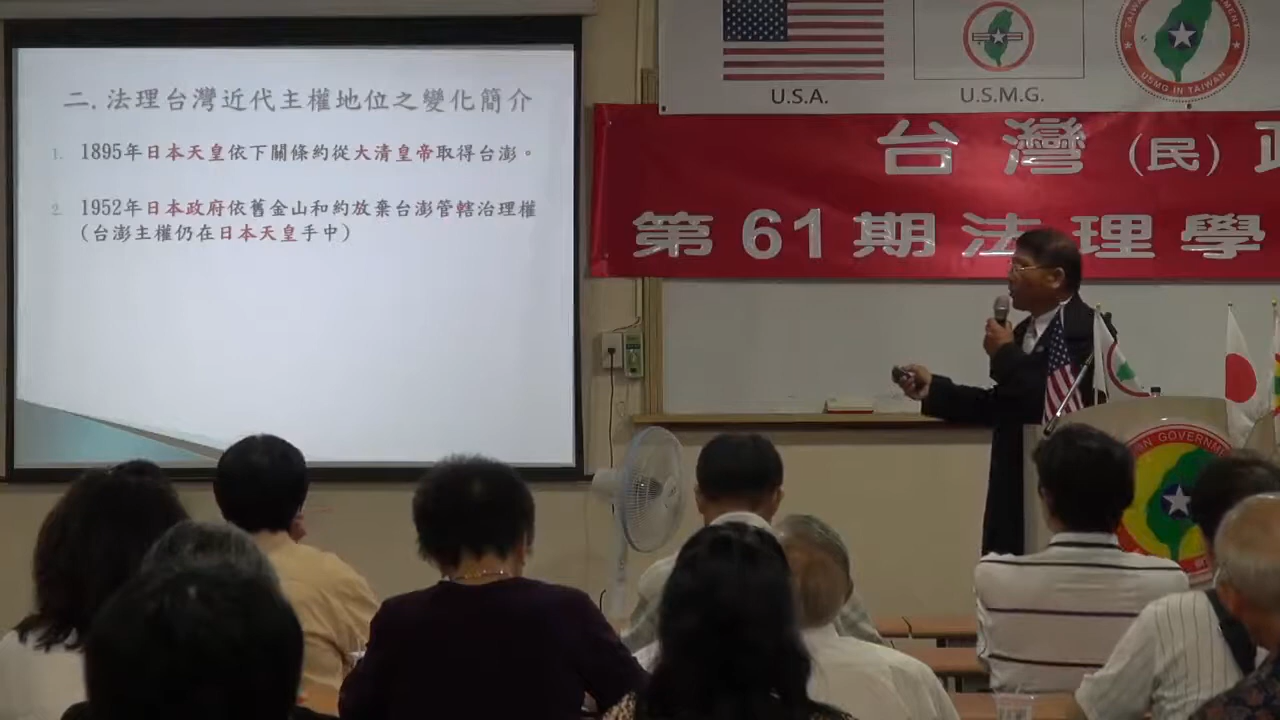 二.法理台灣近代主權地位之變化簡介
1. 1895年日本天皇依下關條約從大清皇帝取得台澎。
2. 1952年日本政府依舊金山和約放棄台澎管轄治理權
(台澎主權仍在日本天皇手中)
U.S.A.
U.S.M.G.
USMG IN TAIWAN
台灣(民)
第61期法理學
GOVERNM